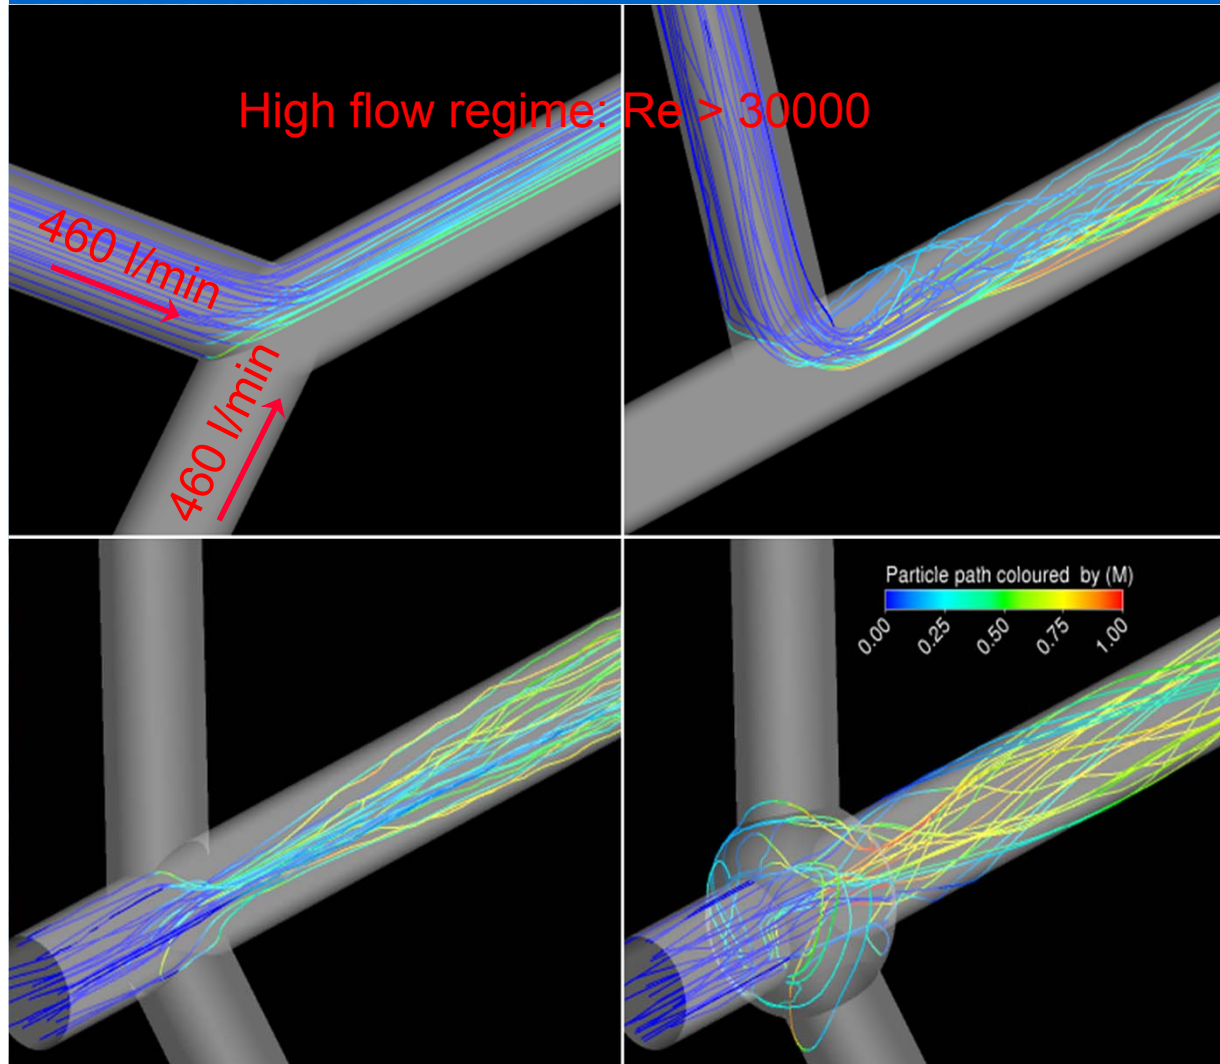 High flow regime: Re > 30000
460 l/min
460 l/min
Particle path coloured  by (M)
0.00
0.25
0.50
0.75
1.00